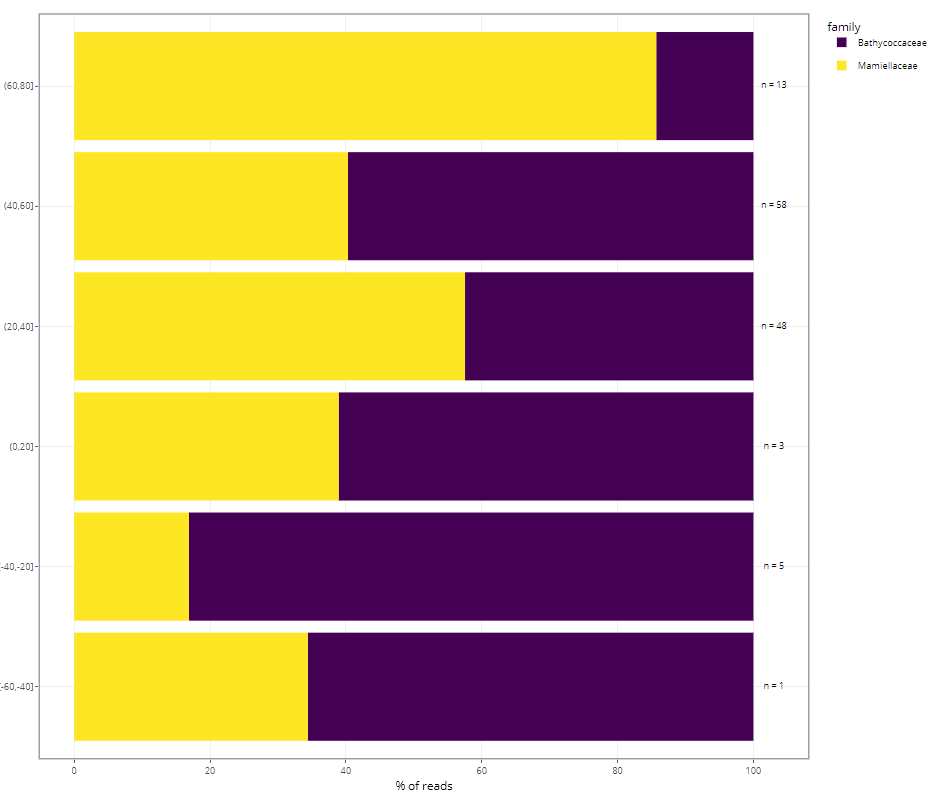 family
Bathycoccaceae
Mamiellaceae
(60,80]
n = 13
(40,60]
n = 58
(20,40]
n = 48
(0,20]
n = 3
(-40,-20]
n = 5
(-60,-40]
n = 1
0 20 40 60 80 100
% of reads